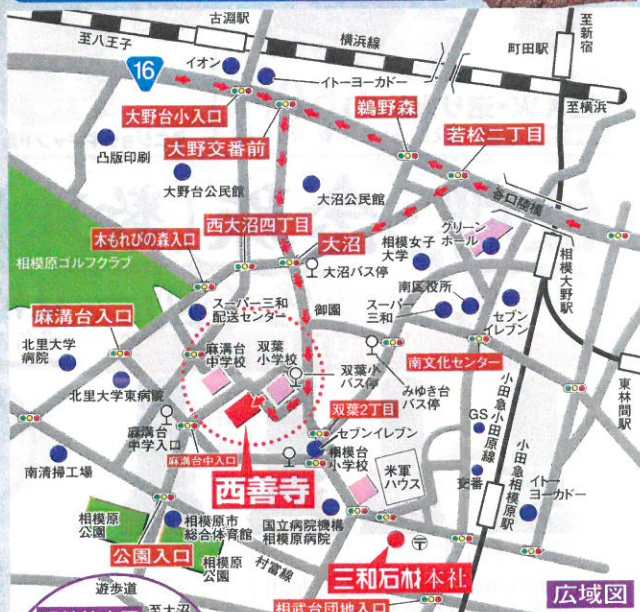 古淵駅
至八王子
横浜線
町田駅
至新宿
至横浜
16
イオン
イトーヨーカドー
大野台小入口
鵜野森
若松二丁目
大野交番前
凸版印刷
大野台公民館
大沼公民館
谷口陸橋
グリーン
ホール
西大沼四丁目
大沼
木もれびの森入口
相模女子
大学
大沼バス停
相模原ゴルフクラブ
相模大野駅
スーパー三和
配送センター
御園
スーパー
三和
南区役所
セブン
イレブン
麻溝台入口
北里大学
病院
麻溝台
中学校
双葉
小学校
双葉小
バス停
みゆき台
バス停
南文化センター
北里大学東病院
東林間駅
小田急小田原線
双葉2丁目
麻溝台
中学入口
麻溝台中入口
セブンイレブン
GS
交番
小田急相模原駅
相模台
小学校
米軍
ハウス
イトー
ヨーカドー
南清掃工場
西善寺
相模原
公園
相模原市
総合体育館
国立病院機構
相模原病院
公園入口
相模原
公園
村富線
三和石材本社
〒
遊歩道
至大沼
相武台団地入口
広域図